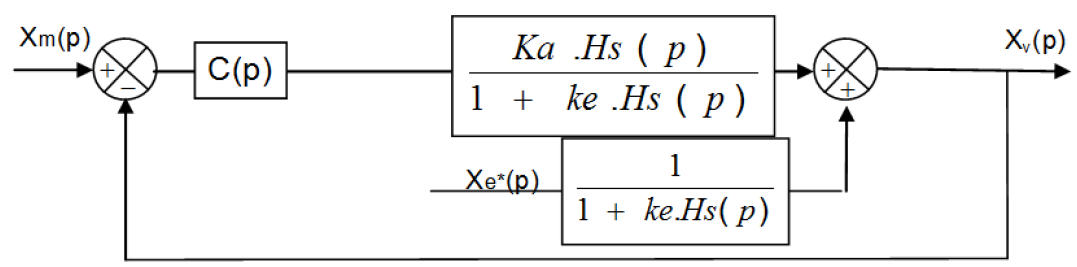 Xm(p)
+
−
C(p)
Ka .Hs ( p )
1 + ke .Hs ( p )
+
+
Xv(p)
Xe*(p)
1
1 + ke.Hs( p)